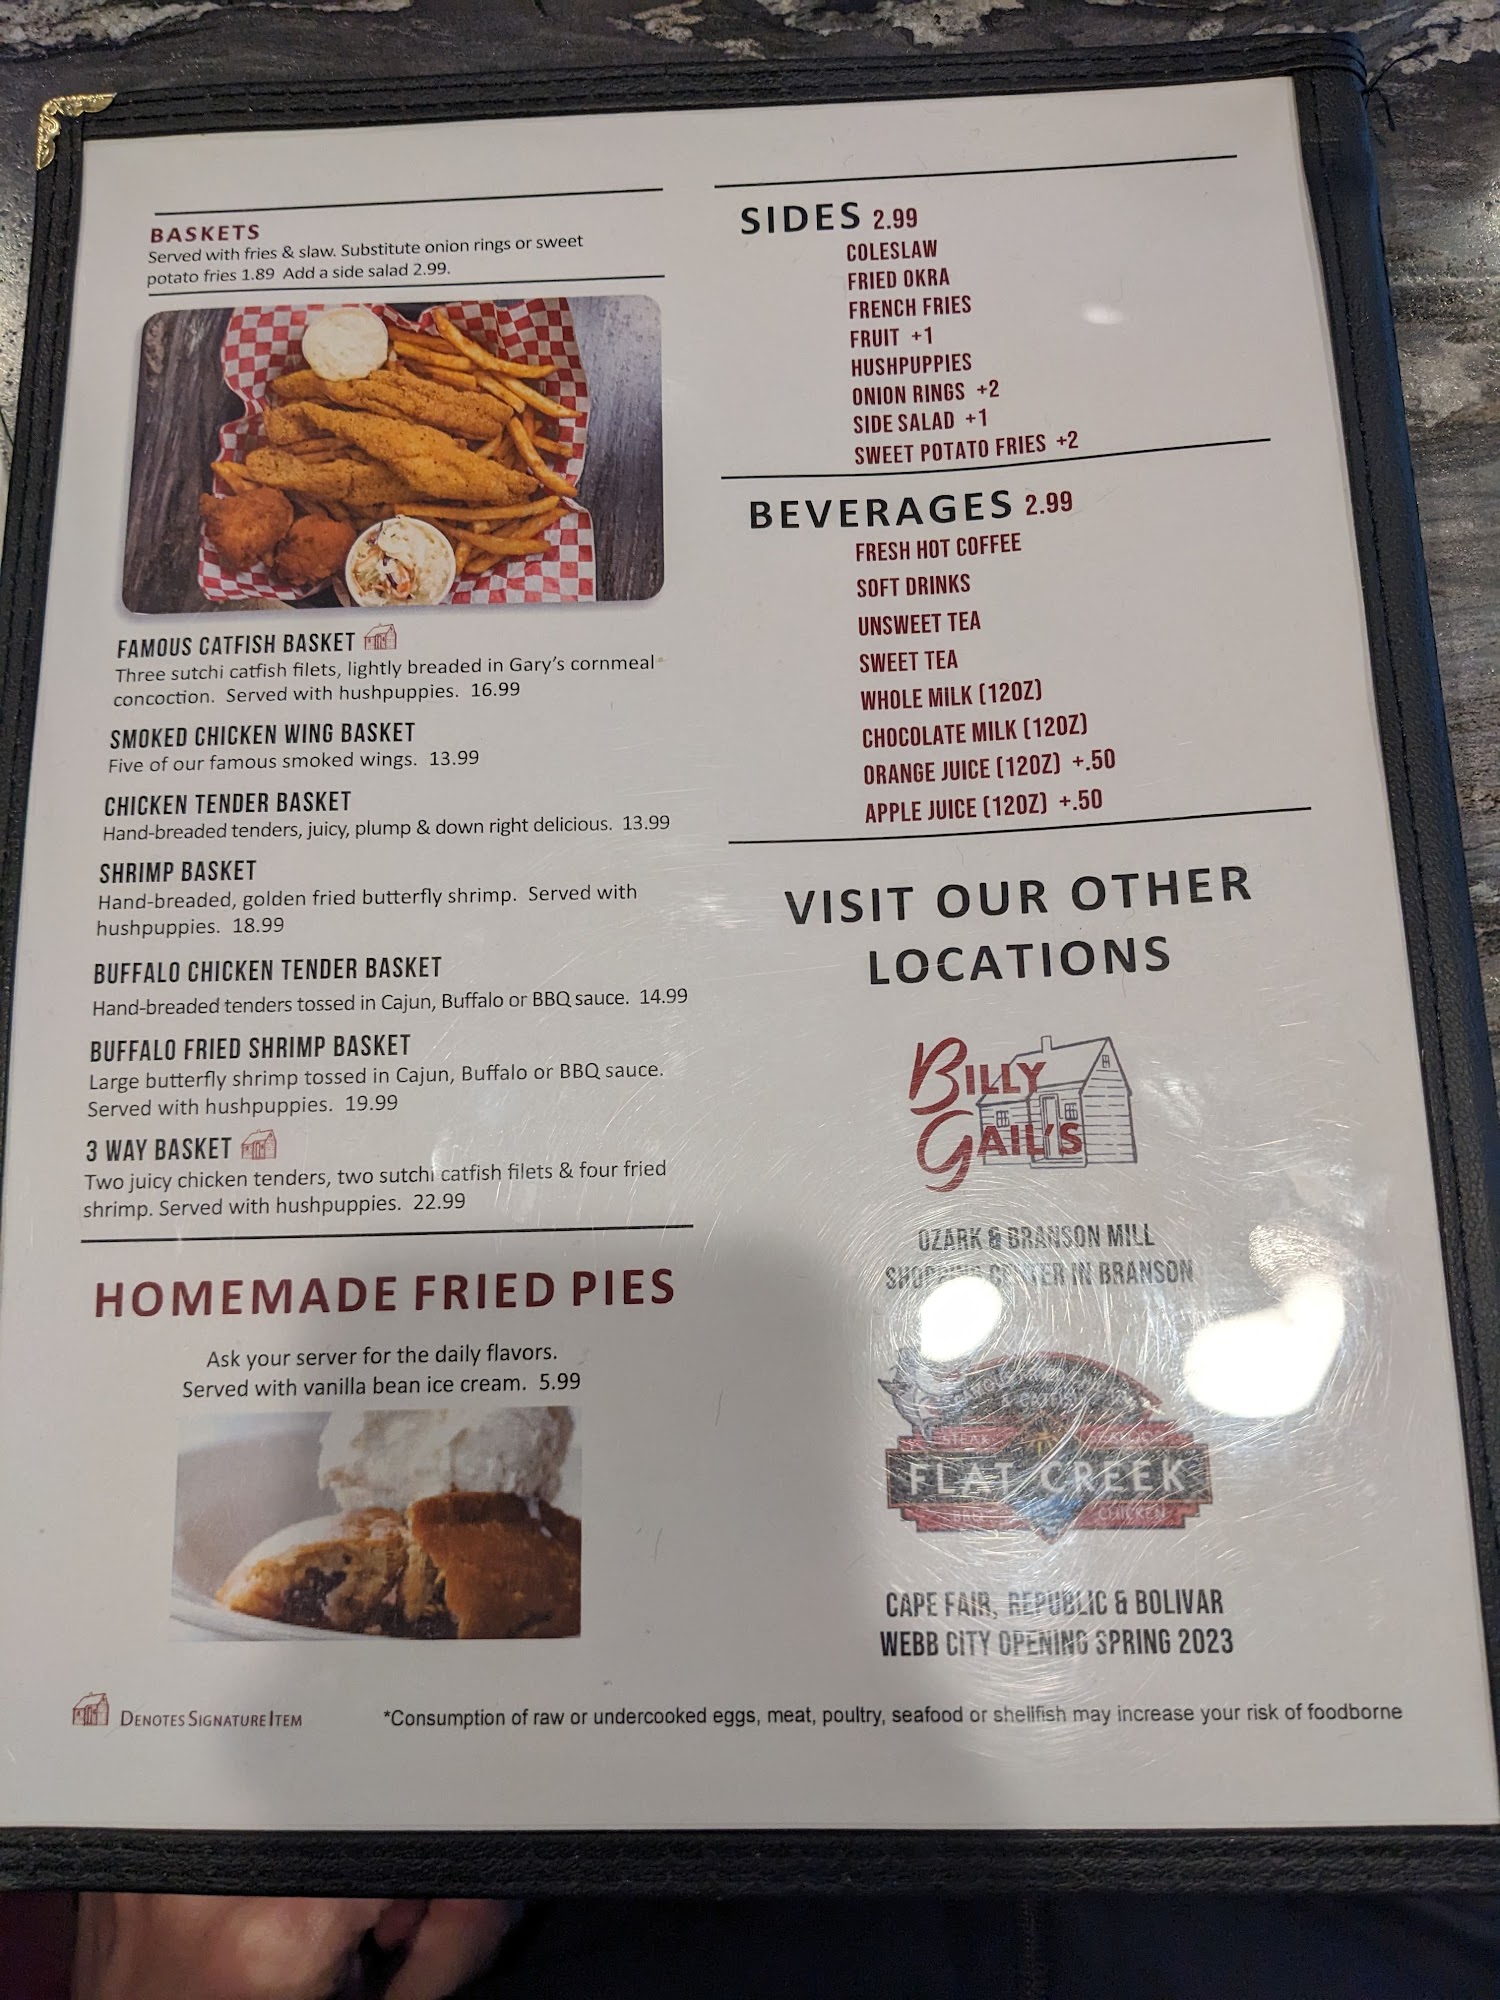 BASKETS
Served with fries & slaw. Substitute onion rings or sweet
potato fries 1.89 Add a side salad 2.99.
FAMOUS CATFISH BASKET
Three sutchi catfish filets, lightly breaded in Gary's cornmeal
concoction. Served with hushpuppies. 16.99
SMOKED CHICKEN WING BASKET
Five of our famous smoked wings. 13.99
CHICKEN TENDER BASKET
Hand-breaded tenders, juicy, plump & down right delicious. 13.99
SHRIMP BASKET
Hand-breaded, golden fried butterfly shrimp. Served with
hushpuppies. 18.99
BUFFALO CHICKEN TENDER BASKET
Hand-breaded tenders tossed in Cajun, Buffalo or BBQ sauce. 14.99
BUFFALO FRIED SHRIMP BASKET
Large butterfly shrimp tossed in Cajun, Buffalo or BBQ sauce.
Served with hushpuppies. 19.99
3 WAY BASKET
Two juicy chicken tenders, two sutchi catfish filets & four fried
shrimp. Served with hushpuppies. 22.99
HOMEMADE FRIED PIES
Ask your server for the daily flavors.
Served with vanilla bean ice cream. 5.99
SIDES 2.99
COLESLAW
FRIED OKRA
FRENCH FRIES
FRUIT +1
HUSHPUPPIES
ONION RINGS +2
SIDE SALAD +1
SWEET POTATO FRIES +2
BEVERAGES 2.99
FRESH HOT COFFEE
SOFT DRINKS
UNSWEET TEA
SWEET TEA
WHOLE MILK (12OZ)
CHOCOLATE MILK (12OZ)
ORANGE JUICE (12OZ) +.50
APPLE JUICE (12OZ) +.50
VISIT OUR OTHER
LOCATIONS
BILLY
GAIL'S
OZARK & BRANSON MILL
SHOPPING CENTER IN BRANSON
STEAK SEAFOOD
FLAT CREEK
BBQ CHICKEN
CAPE FAIR, REPUBLIC & BOLIVAR
WEBB CITY OPENING SPRING 2023
DENOTES SIGNATURE ITEM
*Consumption of raw or undercooked eggs, meat, poultry, seafood or shellfish may increase your risk of foodborne